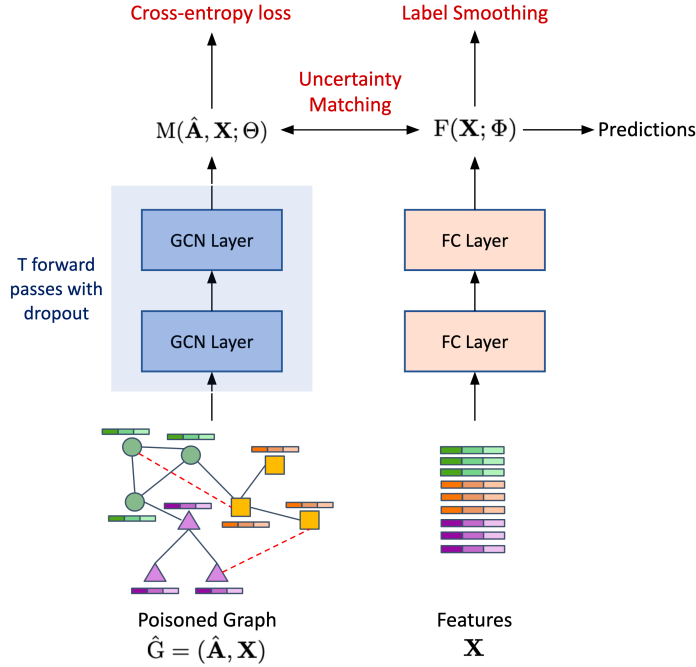 Cross-entropy loss
Label Smoothing
Uncertainty
Matching
M(Â, X; Θ)
F(X; Φ)
Predictions
GCN Layer
FC Layer
T forward
passes with
dropout
GCN Layer
FC Layer
Poisoned Graph
Features
Ĝ = (Â, X)
X